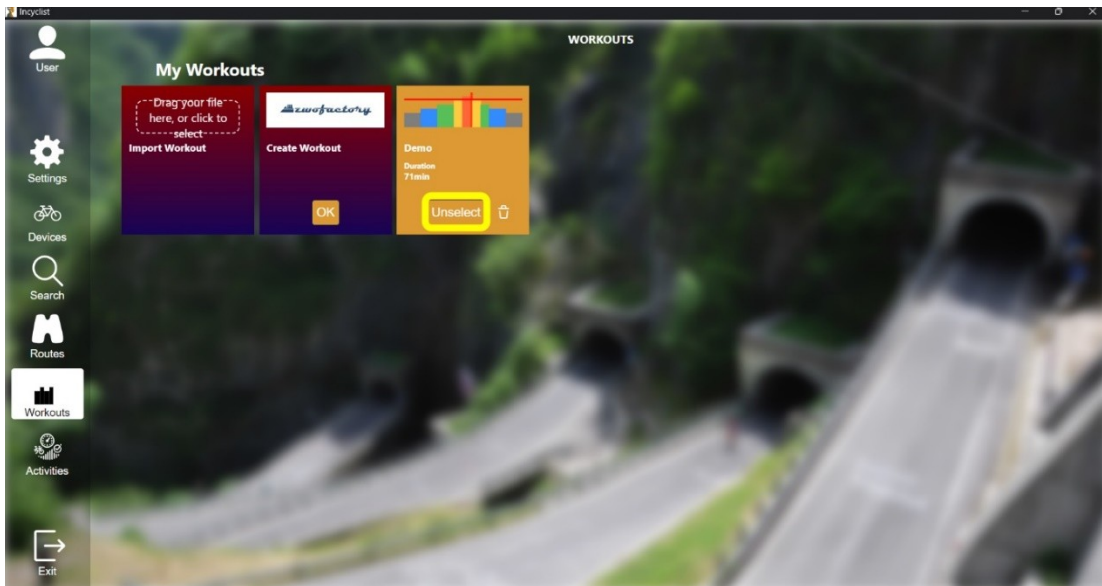 Incyclist
WORKOUTS
User
My Workouts
Drag your file
here, or click to
select
Import Workout
zwofactory
Create Workout
OK
Demo
Duration
71min
Unselect
Settings
Devices
Search
Routes
Workouts
Activities
Exit